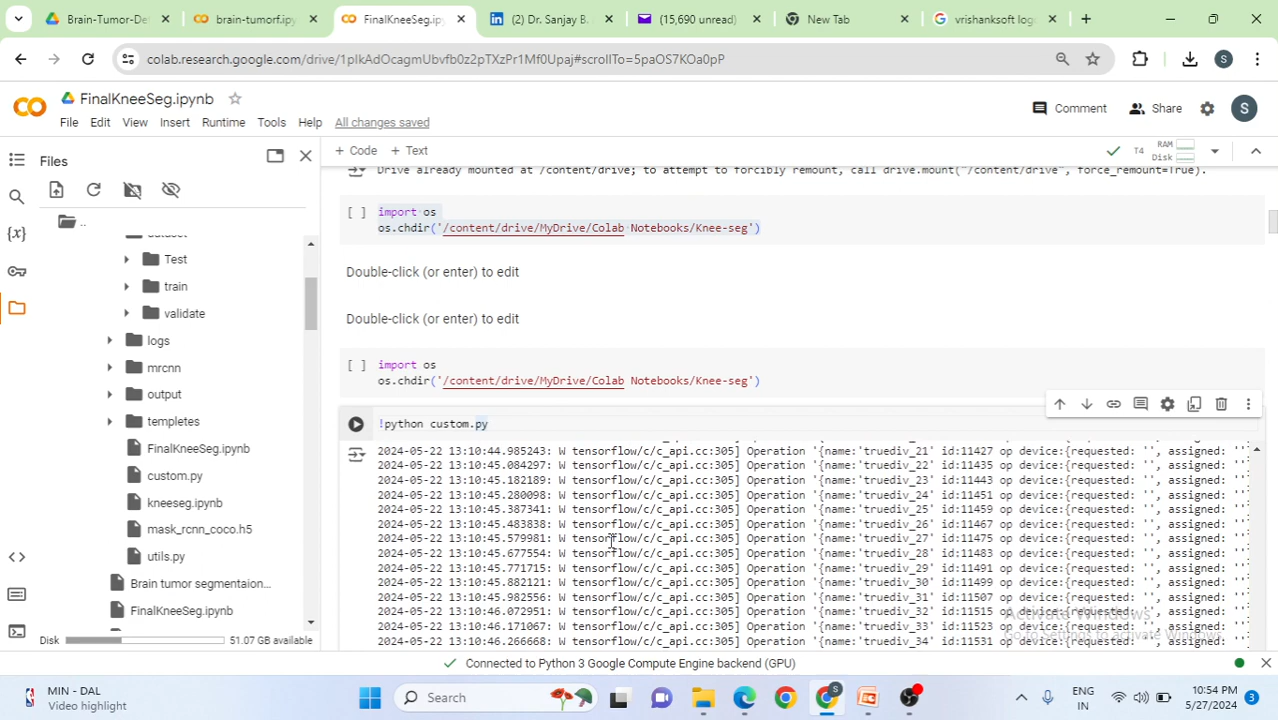 Brain-Tumor-De
brain-tumorf.ipy
FinalKneeSeg.ip
(2) Dr. Sanjay B.
(15,690 unread)
New Tab
vrishanksoft log
colab.research.google.com/drive/1pIkAdOcagmUbvfb0z2pTXzPr1Mf0Upaj#scrollTo=5paOS7KOa0pP
S
FinalKneeSeg.ipynb
File Edit View Insert Runtime Tools Help All changes saved
Comment
Share
S
Files
+ Code + Text
T4
RAM
Disk
Drive already mounted at /content/drive; to attempt to forcibly remount, call drive.mount("/content/drive", force_remount=True).
..
dataset
Test
train
validate
logs
mrcnn
output
templetes
FinalKneeSeg.ipynb
custom.py
kneeseg.ipynb
mask_rcnn_coco.h5
utils.py
Brain tumor segmentaion...
FinalKneeSeg.ipynb
Disk 51.07 GB available
[ ] import os
os.chdir('/content/drive/MyDrive/Colab Notebooks/Knee-seg')
Double-click (or enter) to edit
Double-click (or enter) to edit
[ ] import os
os.chdir('/content/drive/MyDrive/Colab Notebooks/Knee-seg')
!python custom.py
2024-05-22 13:10:44.985243: W tensorflow/c/c_api.cc:305] Operation '{name:'truediv_21' id:11427 op device:{requested: '', assigned: ''
2024-05-22 13:10:45.084297: W tensorflow/c/c_api.cc:305] Operation '{name:'truediv_22' id:11435 op device:{requested: '', assigned: ''
2024-05-22 13:10:45.182189: W tensorflow/c/c_api.cc:305] Operation '{name:'truediv_23' id:11443 op device:{requested: '', assigned: ''
2024-05-22 13:10:45.280098: W tensorflow/c/c_api.cc:305] Operation '{name:'truediv_24' id:11451 op device:{requested: '', assigned: ''
2024-05-22 13:10:45.387341: W tensorflow/c/c_api.cc:305] Operation '{name:'truediv_25' id:11459 op device:{requested: '', assigned: ''
2024-05-22 13:10:45.483838: W tensorflow/c/c_api.cc:305] Operation '{name:'truediv_26' id:11467 op device:{requested: '', assigned: ''
2024-05-22 13:10:45.579981: W tensorflow/c/c_api.cc:305] Operation '{name:'truediv_27' id:11475 op device:{requested: '', assigned: ''
2024-05-22 13:10:45.677554: W tensorflow/c/c_api.cc:305] Operation '{name:'truediv_28' id:11483 op device:{requested: '', assigned: ''
2024-05-22 13:10:45.771715: W tensorflow/c/c_api.cc:305] Operation '{name:'truediv_29' id:11491 op device:{requested: '', assigned: ''
2024-05-22 13:10:45.882121: W tensorflow/c/c_api.cc:305] Operation '{name:'truediv_30' id:11499 op device:{requested: '', assigned: ''
2024-05-22 13:10:45.982556: W tensorflow/c/c_api.cc:305] Operation '{name:'truediv_31' id:11507 op device:{requested: '', assigned: ''
2024-05-22 13:10:46.072951: W tensorflow/c/c_api.cc:305] Operation '{name:'truediv_32' id:11515 op device:{requested: '', assigned: ''
2024-05-22 13:10:46.171067: W tensorflow/c/c_api.cc:305] Operation '{name:'truediv_33' id:11523 op device:{requested: '', assigned: ''
2024-05-22 13:10:46.266668: W tensorflow/c/c_api.cc:305] Operation '{name:'truediv_34' id:11531 op device:{requested: '', assigned: ''
Activate Windows
Go to Settings to activate Windows.
Connected to Python 3 Google Compute Engine backend (GPU)
MIN - DAL
Video highlight
Search
ENG
IN
10:54 PM
5/27/2024
3